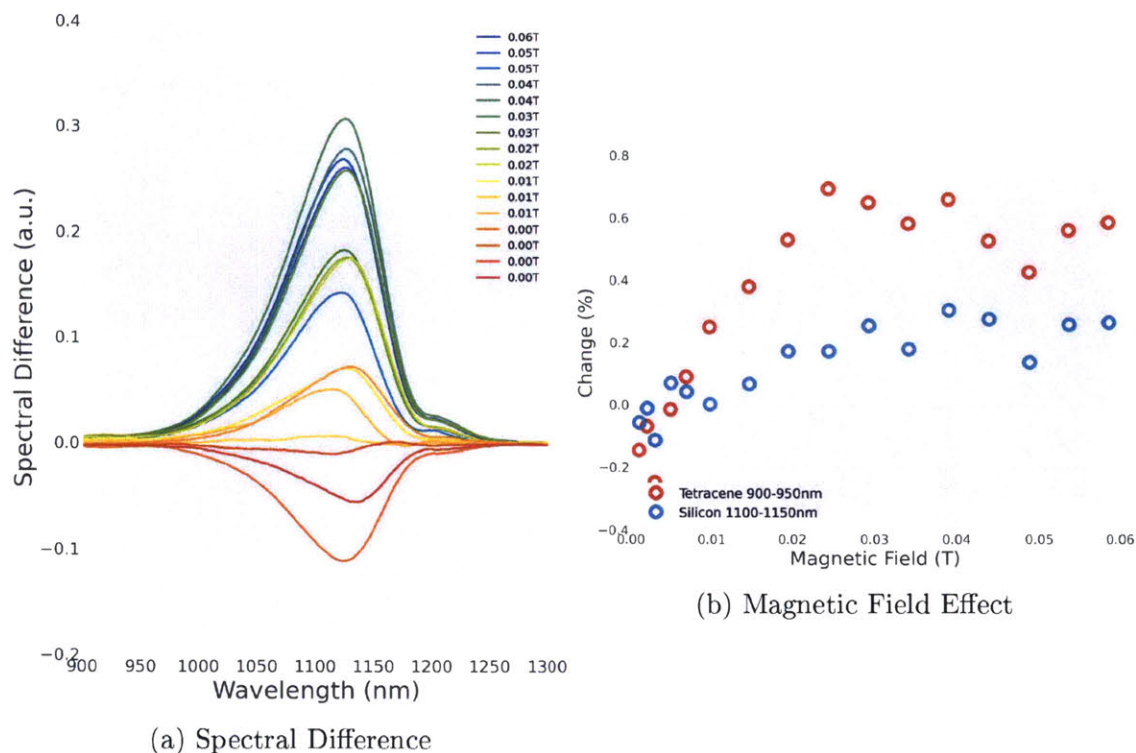 0.4
0.3
0.2
0.1
0.0
−0.1
−0.2
Spectral Difference (a.u.)
0.06T
0.05T
0.05T
0.04T
0.04T
0.03T
0.03T
0.02T
0.02T
0.01T
0.01T
0.01T
0.00T
0.00T
0.00T
0.00T
900 950 1000 1050 1100 1150 1200 1250 1300
Wavelength (nm)
(a) Spectral Difference
0.8
0.6
0.4
0.2
0.0
−0.2
−0.4
Change (%)
Tetracene 900-950nm
Silicon 1100-1150nm
0.00 0.01 0.02 0.03 0.04 0.05 0.06
Magnetic Field (T)
(b) Magnetic Field Effect